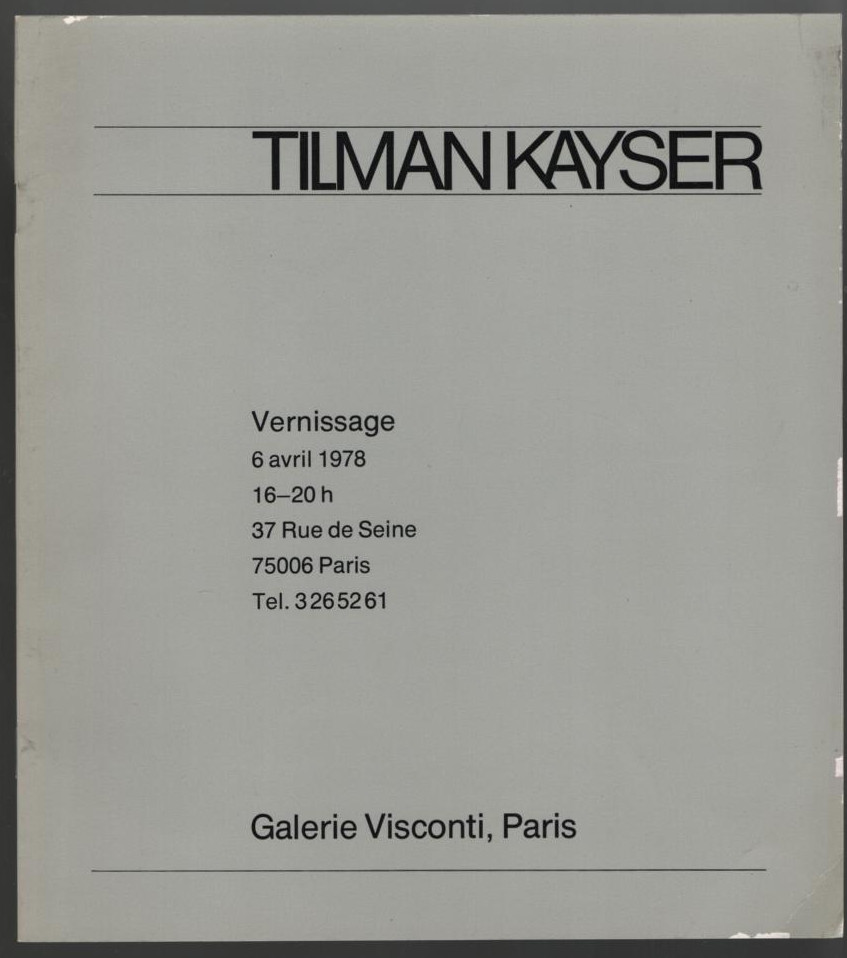 TILMAN KAYSER
Vernissage
6 avril 1978
16–20 h
37 Rue de Seine
75006 Paris
Tel. 3265261
Galerie Visconti, Paris